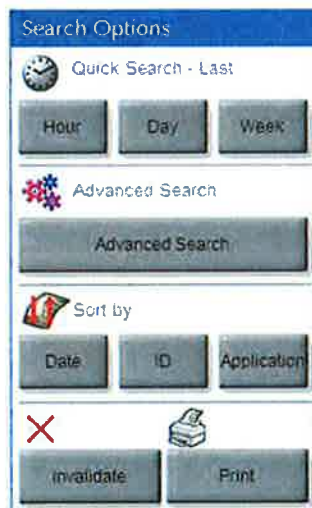 Search Options
Quick Search - Last
Hour Day Week
Advanced Search
Advanced Search
Sort by
Date ID Application
Invalidate Print